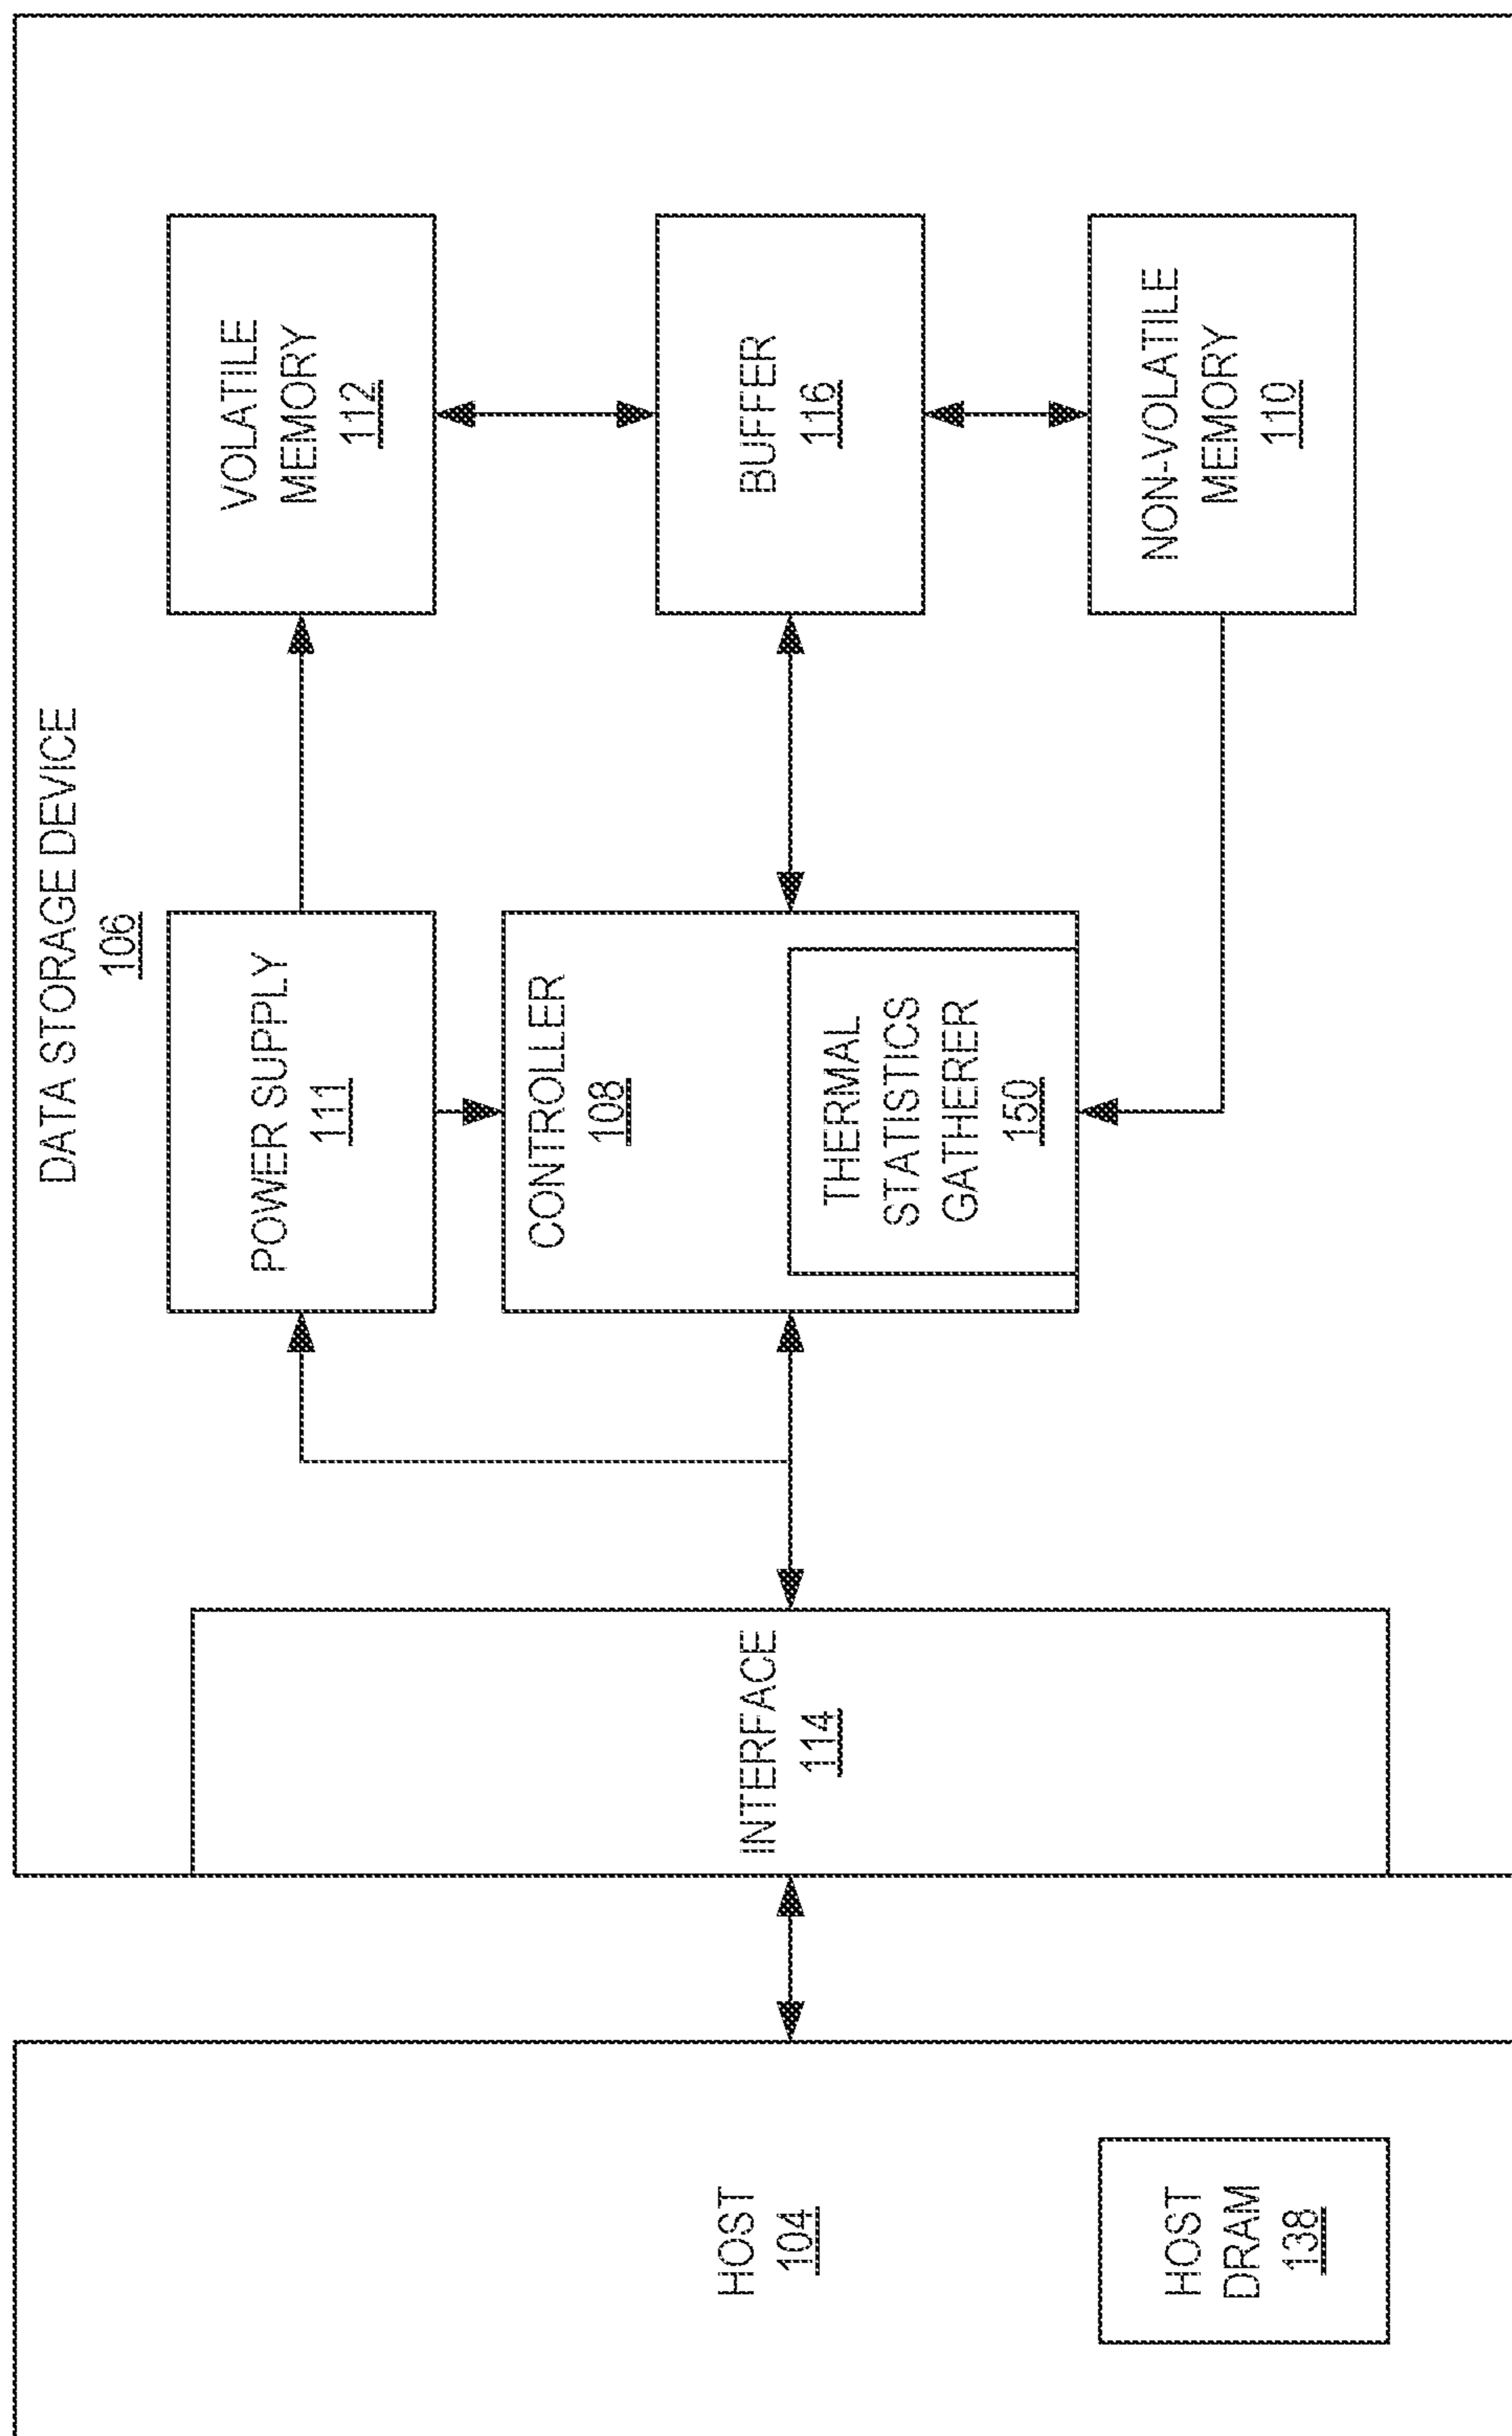 DATA STORAGE DEVICE
106
HOST
104
HOST
DRAM
138
INTERFACE
114
POWER SUPPLY
111
CONTROLLER
108
THERMAL
STATISTICS
GATHERER
150
VOLATILE
MEMORY
112
BUFFER
116
NON-VOLATILE
MEMORY
110